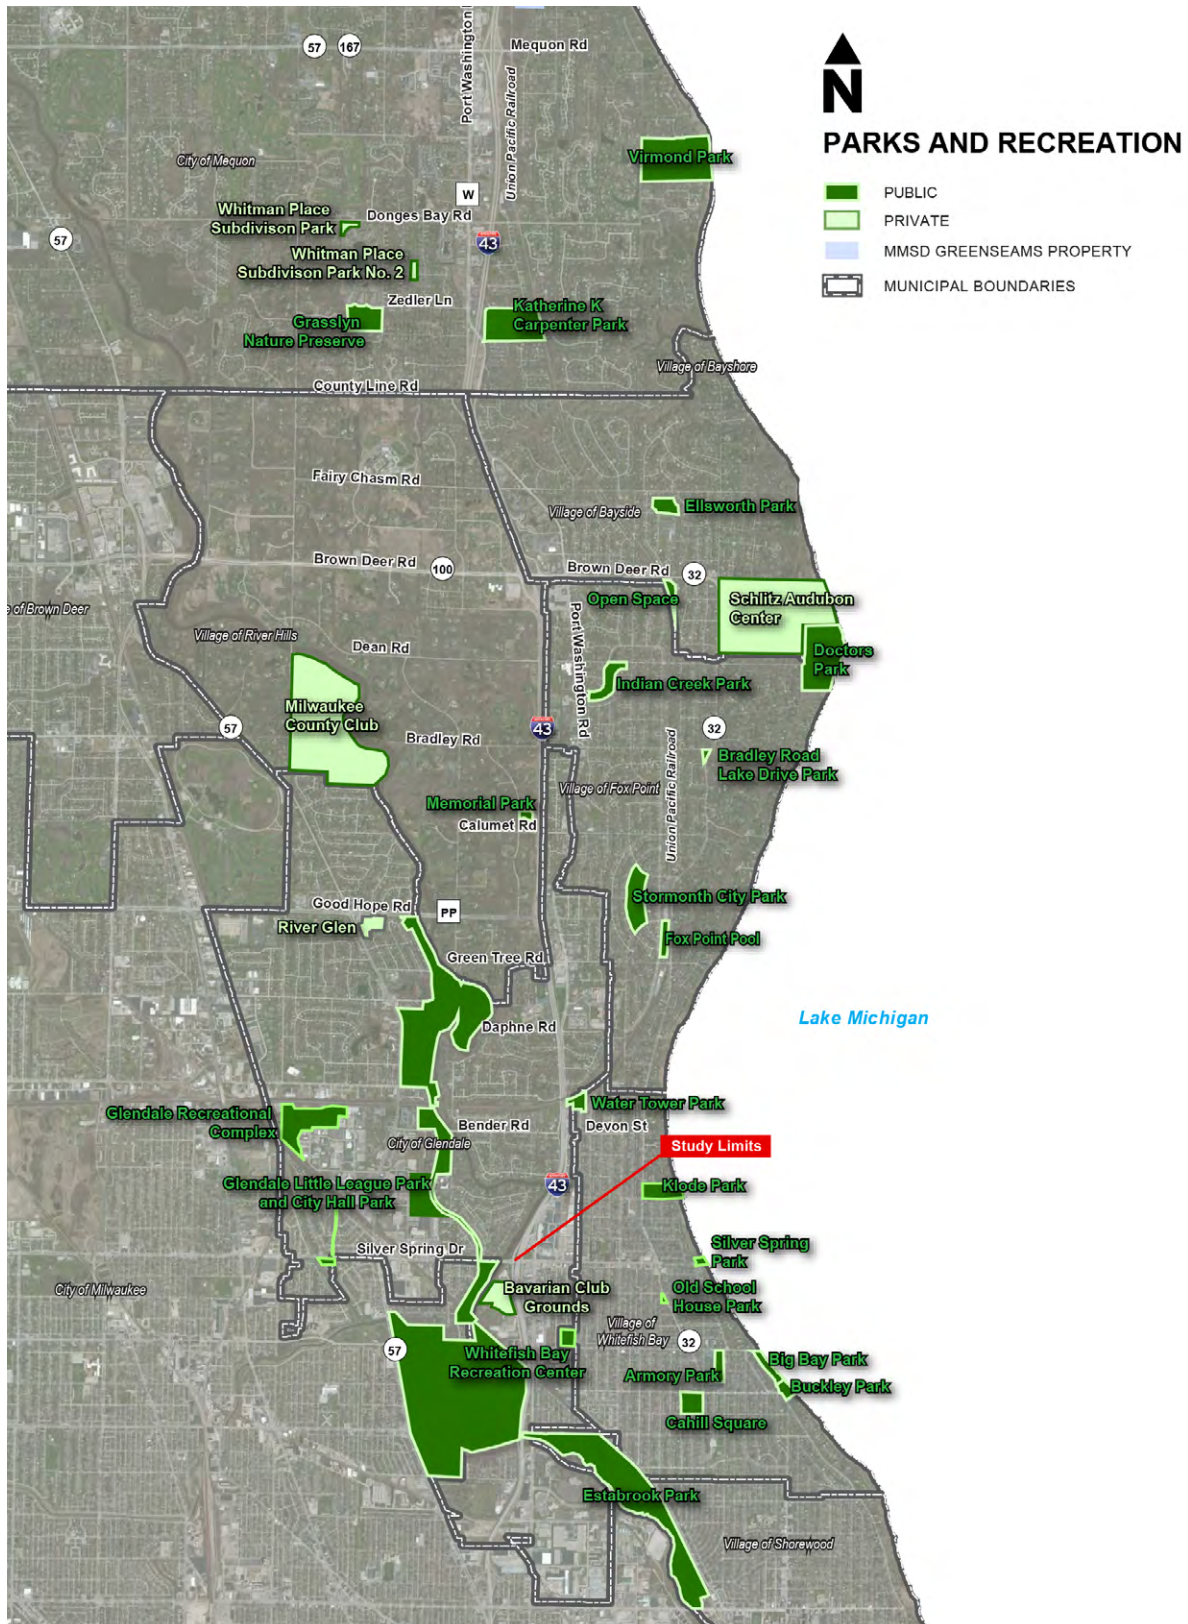 57
167
Mequon Rd
Port Washington
Union Pacific Railroad
N
PARKS AND RECREATION
PUBLIC
PRIVATE
MMSD GREENSEAMS PROPERTY
MUNICIPAL BOUNDARIES
City of Mequon
Virmond Park
W
Whitman Place
Subdivison Park
Donges Bay Rd
57
43
Whitman Place
Subdivison Park No. 2
Zedler Ln
Grasslyn
Nature Preserve
Katherine K
Carpenter Park
Village of Bayshore
County Line Rd
Fairy Chasm Rd
Village of Bayside
Ellsworth Park
Brown Deer Rd
100
Brown Deer Rd
32
Open Space
Schlitz Audubon
Center
e of Brown Deer
Village of River Hills
Port Washington Rd
Dean Rd
Doctors
Park
Indian Creek Park
Milwaukee
County Club
57
43
32
Bradley Rd
Union Pacific Railroad
Bradley Road
Lake Drive Park
Village of Fox Point
Memorial Park
Calumet Rd
Stormonth City Park
Good Hope Rd
PP
River Glen
Fox Point Pool
Green Tree Rd
Lake Michigan
Daphne Rd
Water Tower Park
Glendale Recreational
Complex
Bender Rd
Devon St
City of Glendale
Study Limits
43
Glendale Little League Park
and City Hall Park
Klode Park
Silver Spring Dr
Silver Spring
Park
City of Milwaukee
Bavarian Club
Grounds
Old School
House Park
Village of
Whitefish Bay
32
57
Whitefish Bay
Recreation Center
Big Bay Park
Armory Park
Buckley Park
Cahill Square
Estabrook Park
Village of Shorewood